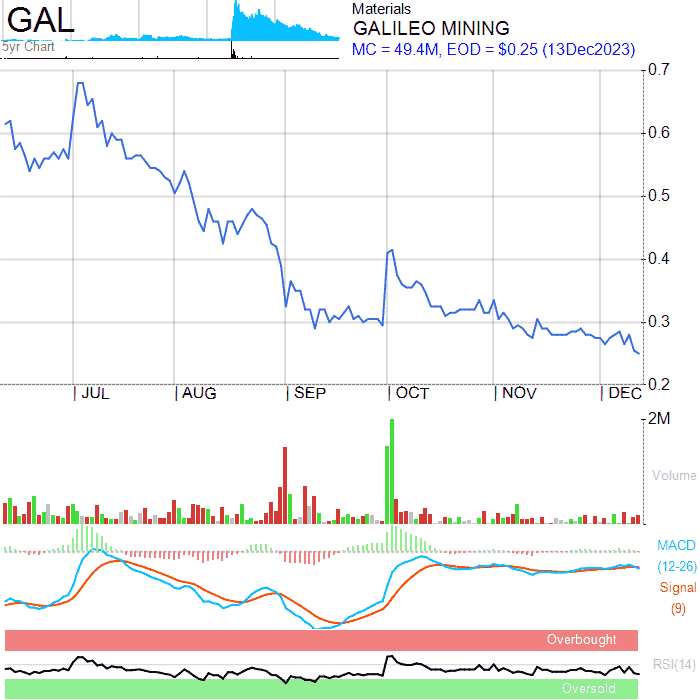 GAL
5yr Chart
Materials
GALILEO MINING
MC = 49.4M, EOD = $0.25 (13Dec2023)
0.7
0.6
0.5
0.4
0.3
0.2
JUL AUG SEP OCT NOV DEC
2M
Volume
MACD
(12-26)
Signal
(9)
Overbought
RSI(14)
Oversold